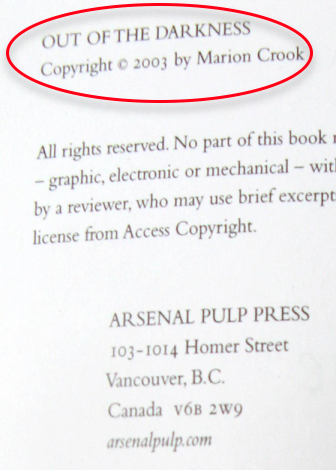 OUT OF THE DARKNESS
Copyright © 2003 by Marion Crook
All rights reserved. No part of this book
– graphic, electronic or mechanical –
by a reviewer, who may use brief excerpts
license from Access Copyright.
ARSENAL PULP PRESS
103-1014 Homer Street
Vancouver, B.C.
Canada V6B 2W9
arsenalpulp.com